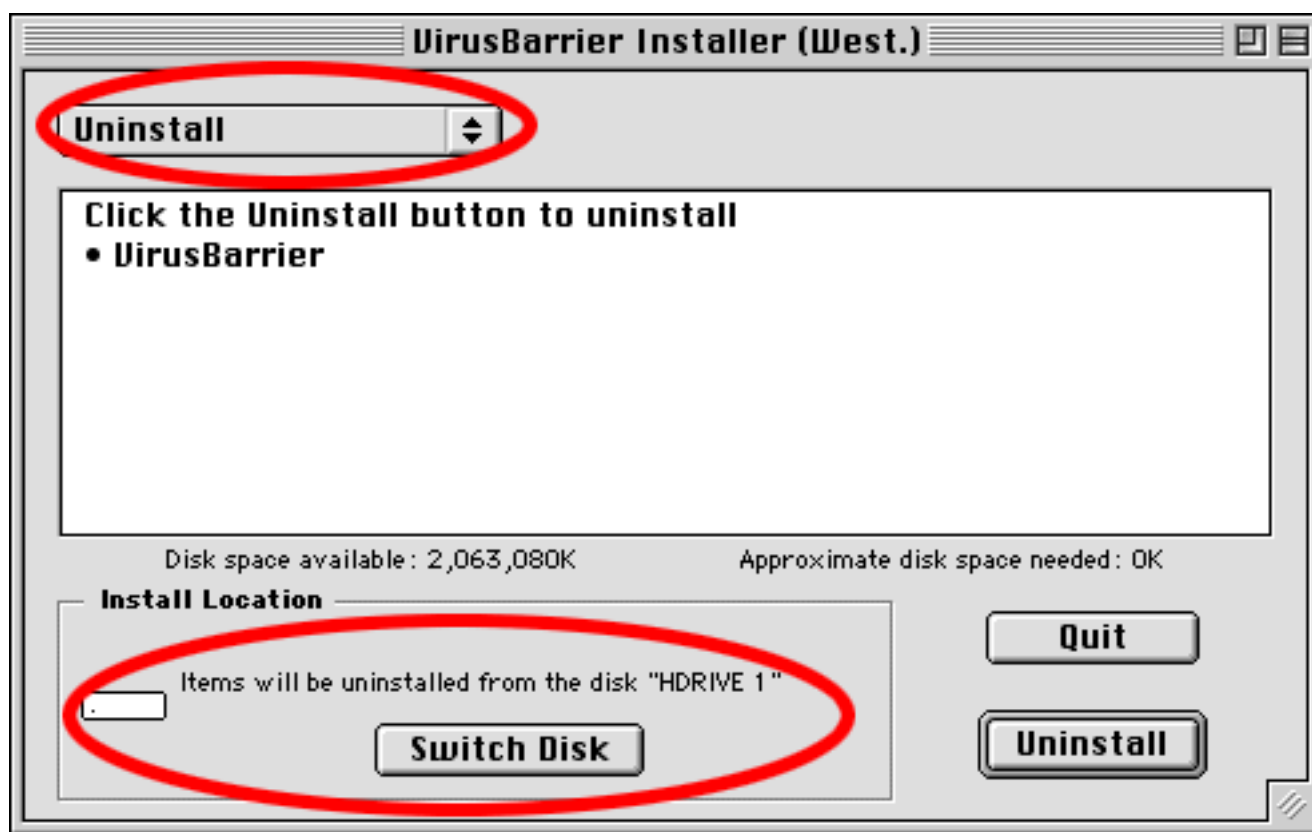 VirusBarrier Installer (West.)
Uninstall
Click the Uninstall button to uninstall
• VirusBarrier
Disk space available: 2,063,080K Approximate disk space needed: 0K
Install Location
Items will be uninstalled from the disk "HDRIVE 1"
Switch Disk
Quit
Uninstall